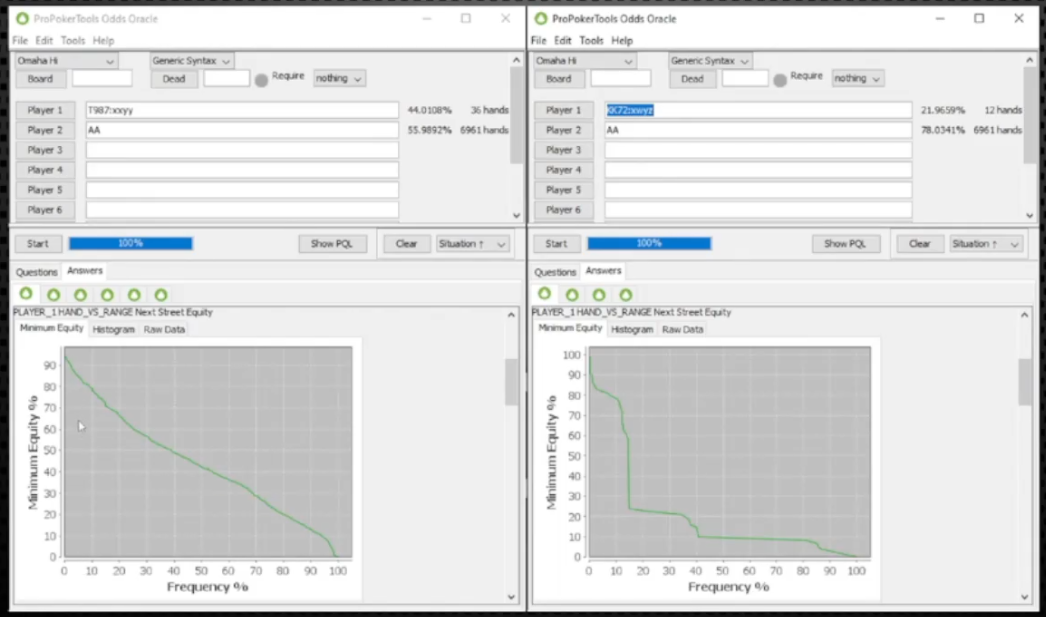 ProPokerTools Odds Oracle
File Edit Tools Help
Omaha Hi Generic Syntax
Board Dead Require nothing
Player 1 T987:xxyy 44.0108% 36 hands
Player 2 AA 55.9892% 6961 hands
Player 3
Player 4
Player 5
Player 6
Start 100% Show PQL Clear Situation ↑
Questions Answers
PLAYER_1 HAND_VS_RANGE Next Street Equity
Minimum Equity Histogram Raw Data
Minimum Equity %
90
80
70
60
50
40
30
20
10
0
0 10 20 30 40 50 60 70 80 90 100
Frequency %
ProPokerTools Odds Oracle
File Edit Tools Help
Omaha Hi Generic Syntax
Board Dead Require nothing
Player 1 KK72:xwyz 21.9659% 12 hands
Player 2 AA 78.0341% 6961 hands
Player 3
Player 4
Player 5
Player 6
Start 100% Show PQL Clear Situation ↑
Questions Answers
PLAYER_1 HAND_VS_RANGE Next Street Equity
Minimum Equity Histogram Raw Data
Minimum Equity %
100
90
80
70
60
50
40
30
20
10
0
0 10 20 30 40 50 60 70 80 90 100
Frequency %